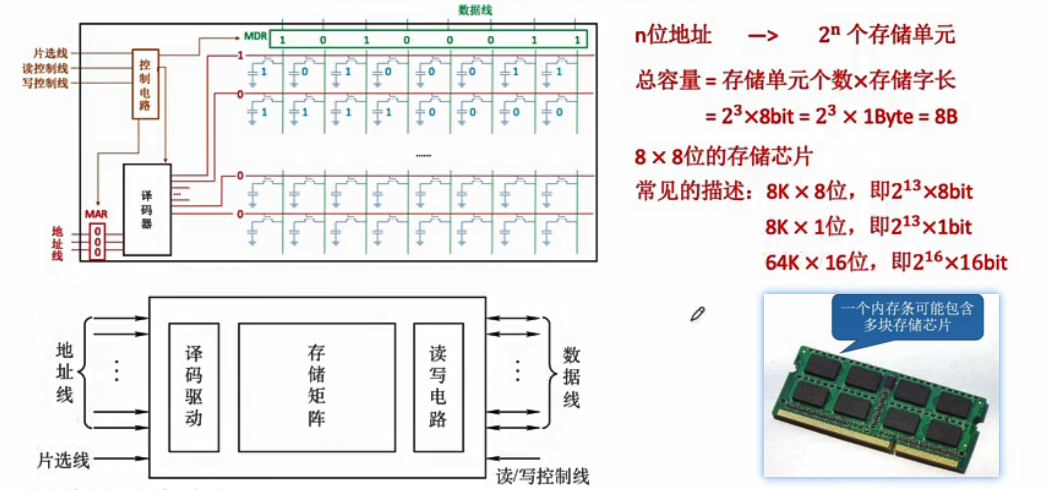 数据线
MDR 1 0 1 0 0 0 1 1
片选线
读控制线
写控制线
控制电路
1
1 0 1 0 0 0 1 1
0
1 1 1 1 0 0 1 0
......
0
0
...
译码器
MAR
0
0
0
地址线
n位地址 —> 2ⁿ 个存储单元
总容量 = 存储单元个数×存储字长
= 2³×8bit = 2³ × 1Byte = 8B
8 × 8位的存储芯片
常见的描述：8K × 8位，即2¹³×8bit
8K × 1位，即2¹³×1bit
64K × 16位，即2¹⁶×16bit
地址线
译码驱动
存储矩阵
读写电路
数据线
片选线
读/写控制线
一个内存条可能包含
多块存储芯片